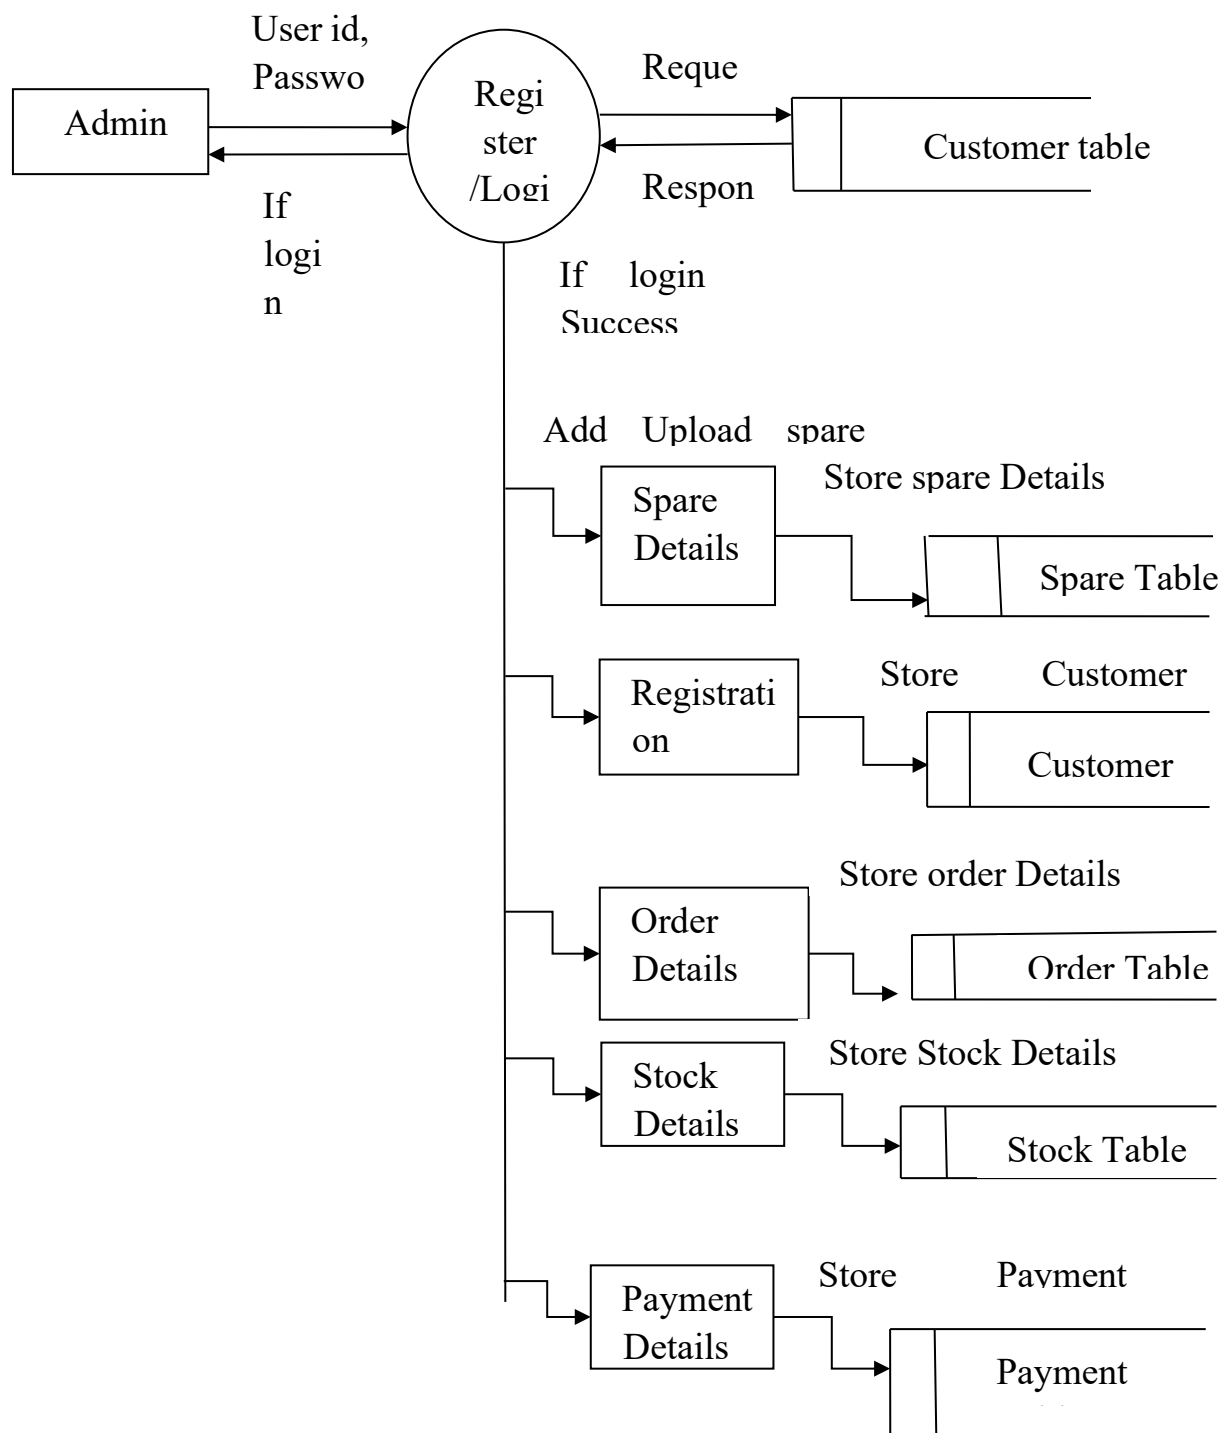 User id,
Passwo
Admin
Regi
ster
/Logi
Reque
Customer table
Respon
If
logi
n
If login
Success
Add Upload spare
Store spare Details
Spare
Details
Spare Table
Store Customer
Registrati
on
Customer
Store order Details
Order
Details
Order Table
Store Stock Details
Stock
Details
Stock Table
Store Payment
Payment
Details
Payment